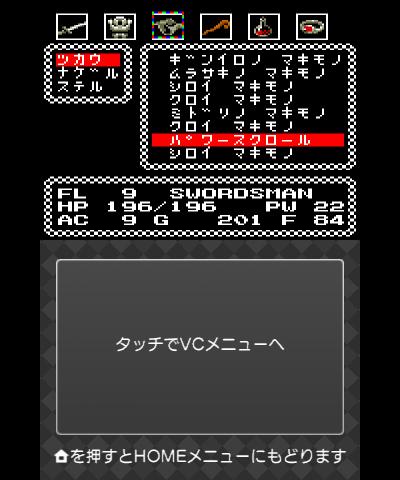 ツカウ
ナゲル
ステル
ギンイロノ マキモノ
ムラサキノ マキモノ
シロイ マキモノ
クロイ マキモノ
ミドリノ マキモノ
クロイ マキモノ
パワースクロール
シロイ マキモノ
FL 9 SWORDSMAN
HP 196/196 PW 22
AC 9 G 201 F 84
タッチでVCメニューへ
を押すとHOMEメニューにもどります